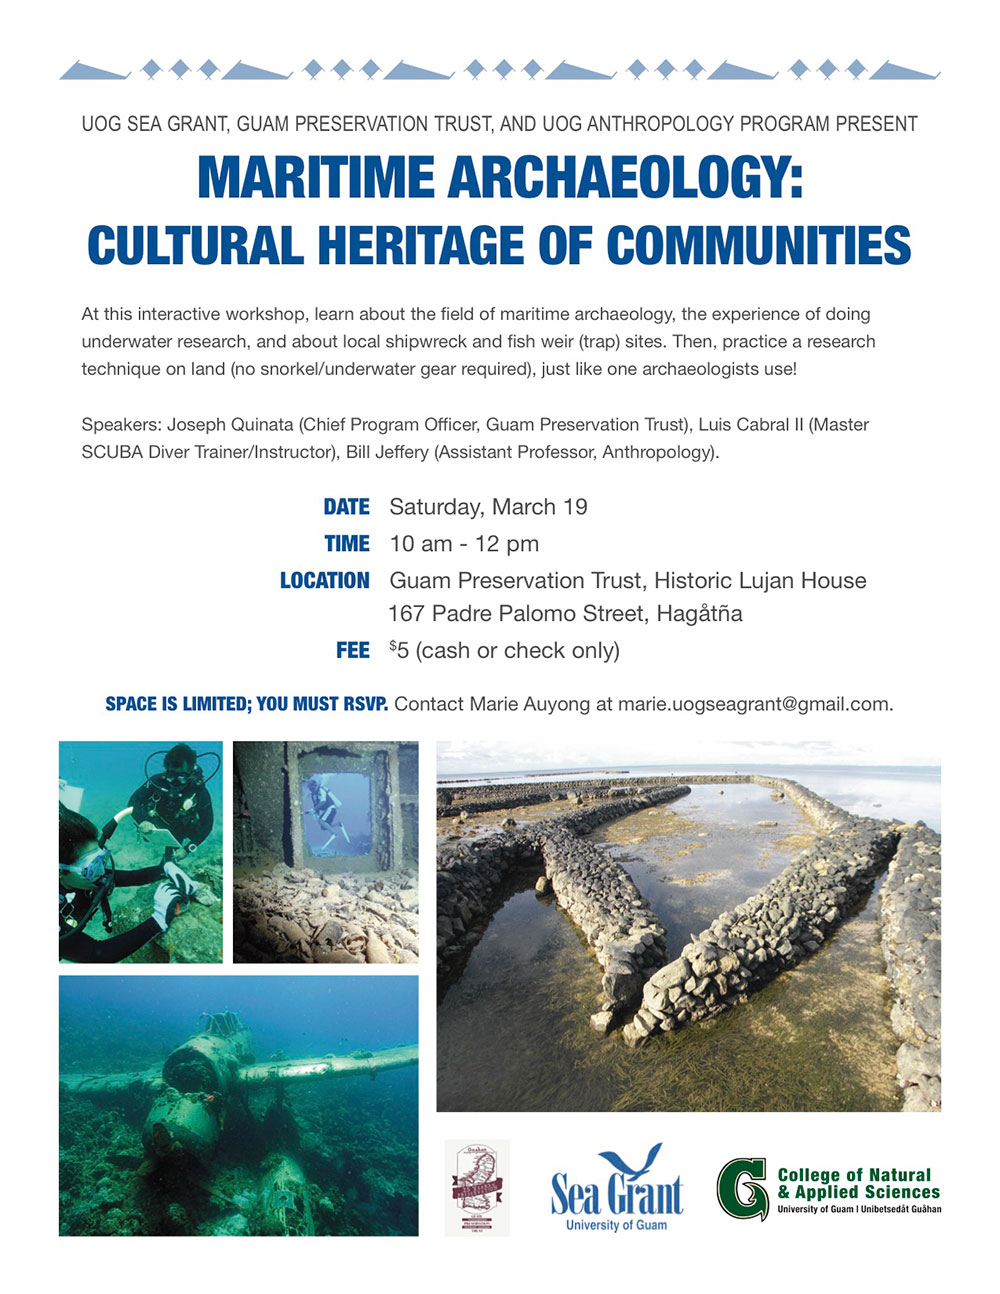 UOG SEA GRANT, GUAM PRESERVATION TRUST, AND UOG ANTHROPOLOGY PROGRAM PRESENT
MARITIME ARCHAEOLOGY:
CULTURAL HERITAGE OF COMMUNITIES
At this interactive workshop, learn about the field of maritime archaeology, the experience of doing
underwater research, and about local shipwreck and fish weir (trap) sites. Then, practice a research
technique on land (no snorkel/underwater gear required), just like one archaeologists use!
Speakers: Joseph Quinata (Chief Program Officer, Guam Preservation Trust), Luis Cabral II (Master
SCUBA Diver Trainer/Instructor), Bill Jeffery (Assistant Professor, Anthropology).
DATE Saturday, March 19
TIME 10 am - 12 pm
LOCATION Guam Preservation Trust, Historic Lujan House
167 Padre Palomo Street, Hagåtña
FEE $5 (cash or check only)
SPACE IS LIMITED; YOU MUST RSVP. Contact Marie Auyong at marie.uogseagrant@gmail.com.
Sea Grant
University of Guam
G
College of Natural
& Applied Sciences
University of Guam | Unibetsedåt Guåhan